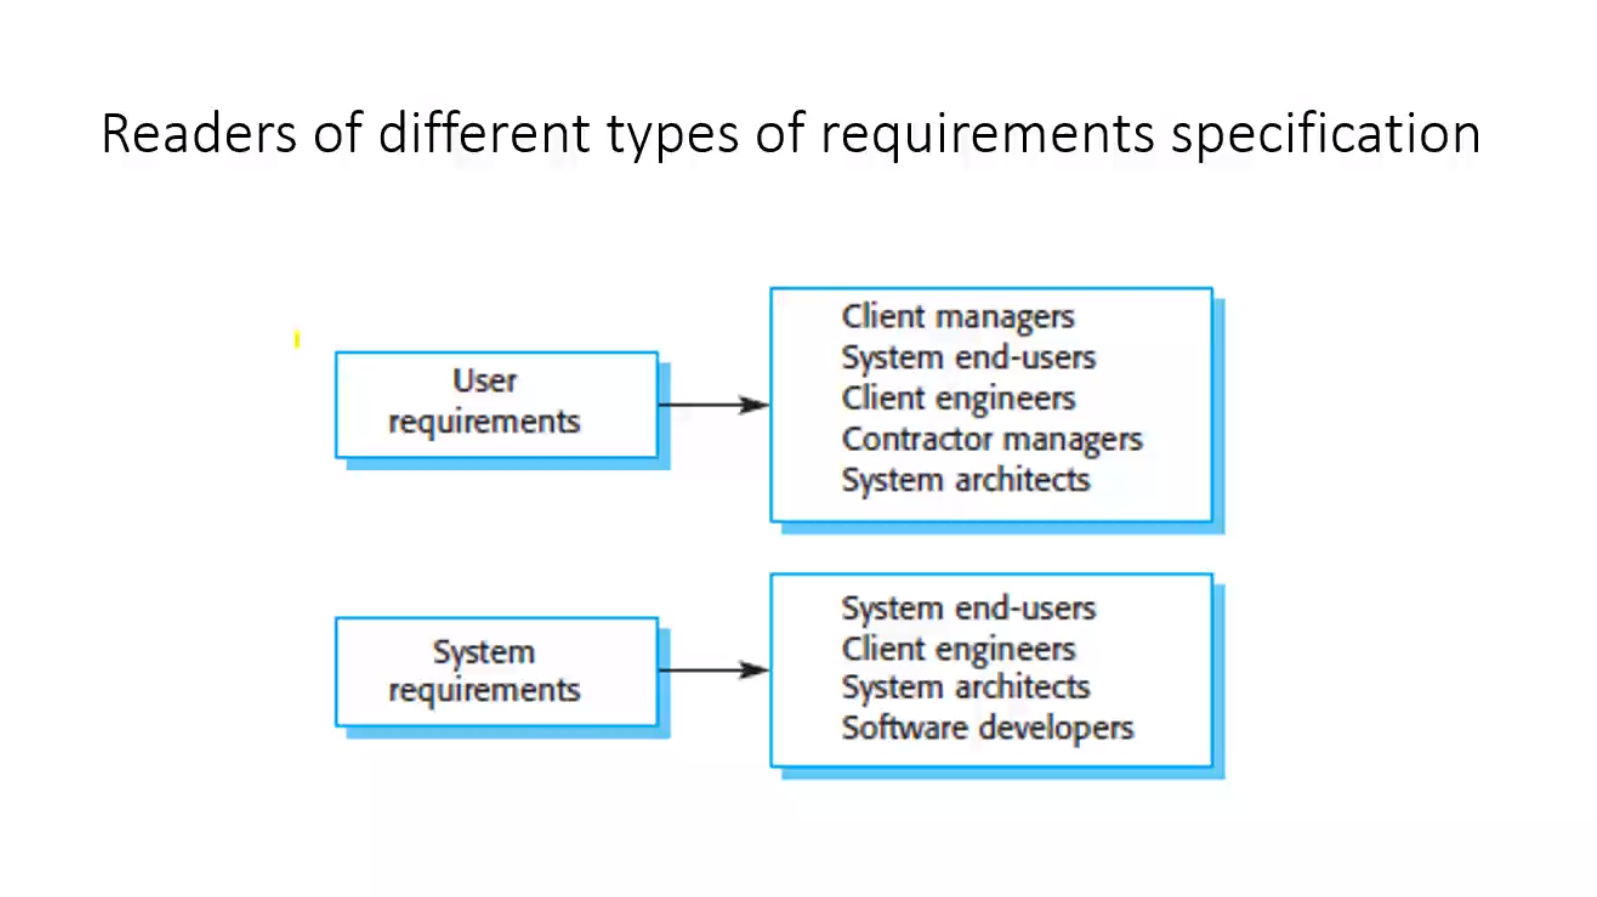 Readers of different types of requirements specification
User
requirements
Client managers
System end-users
Client engineers
Contractor managers
System architects
System
requirements
System end-users
Client engineers
System architects
Software developers